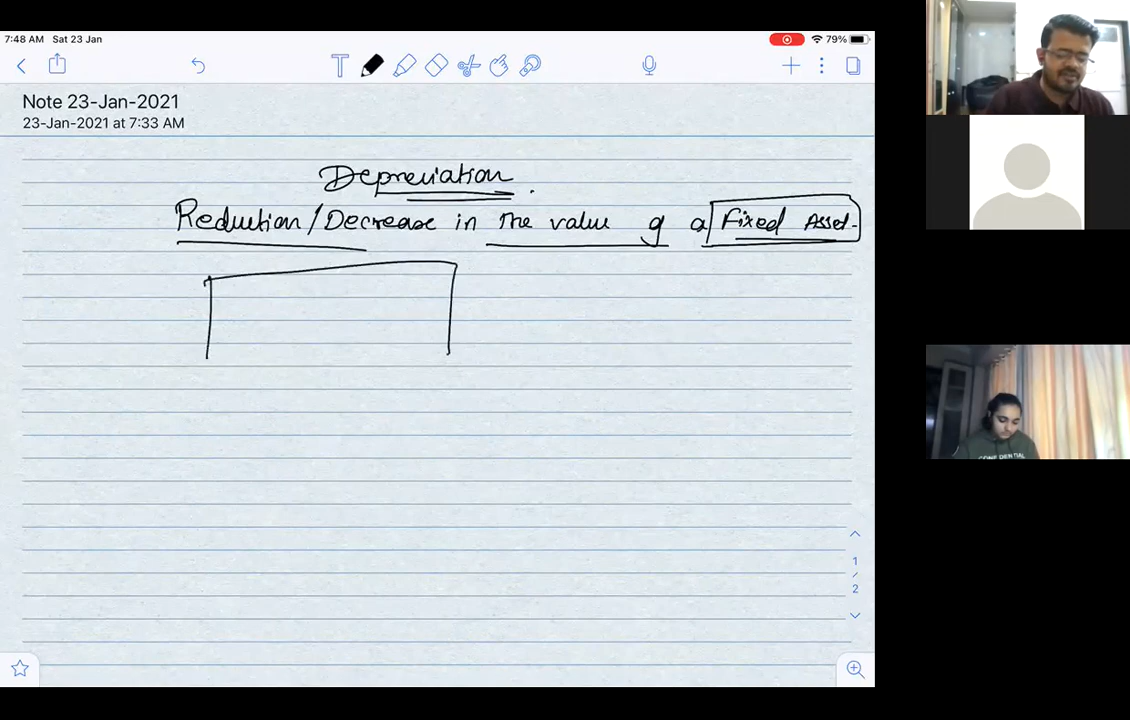 7:48 AM Sat 23 Jan
79%
T
Note 23-Jan-2021
23-Jan-2021 at 7:33 AM
Depreciation
Reduction/Decrease in the value of a Fixed Asset.
1
/
2
CONFIDENTIAL